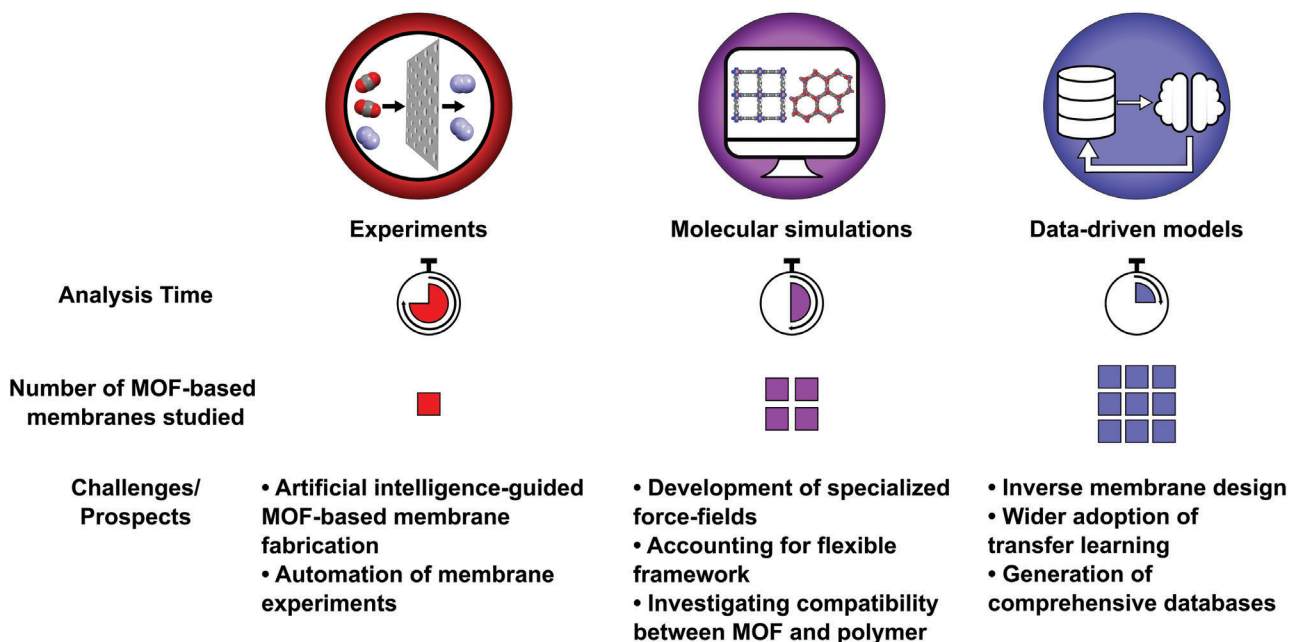 Experiments
Molecular simulations
Data-driven models
Analysis Time
Number of MOF-based
membranes studied
Challenges/
Prospects
• Artificial intelligence-guided
MOF-based membrane
fabrication
• Automation of membrane
experiments
• Development of specialized
force-fields
• Accounting for flexible
framework
• Investigating compatibility
between MOF and polymer
• Inverse membrane design
• Wider adoption of
transfer learning
• Generation of
comprehensive databases